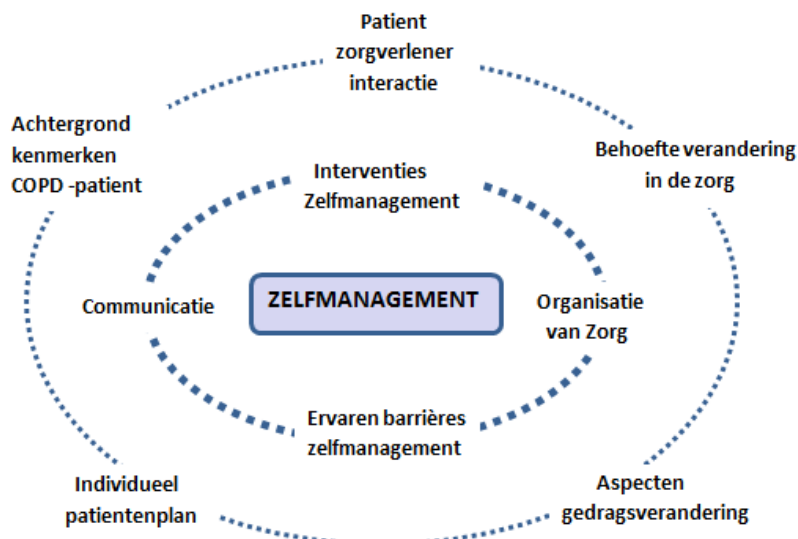 Patient
zorgverlener
interactie
Achtergrond
kenmerken
COPD -patient
Behoefte verandering
in de zorg
Interventies
Zelfmanagement
Communicatie
ZELFMANAGEMENT
Organisatie
van Zorg
Ervaren barrières
zelfmanagement
Individueel
patientenplan
Aspecten
gedragsverandering